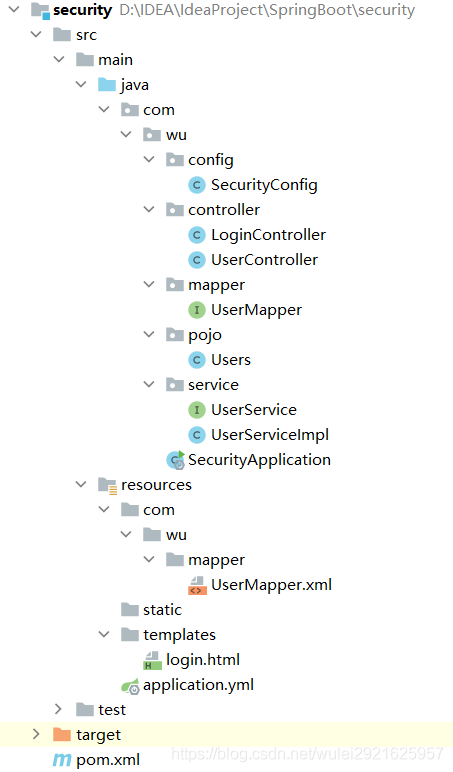 security D:\IDEA\IdeaProject\SpringBoot\security
src
main
java
com
wu
config
C SecurityConfig
controller
C LoginController
C UserController
mapper
I UserMapper
pojo
C Users
service
I UserService
C UserServiceImpl
SecurityApplication
resources
com
wu
mapper
UserMapper.xml
static
templates
H login.html
application.yml
test
target
m pom.xml
https://blog.csdn.net/wulei2921625957